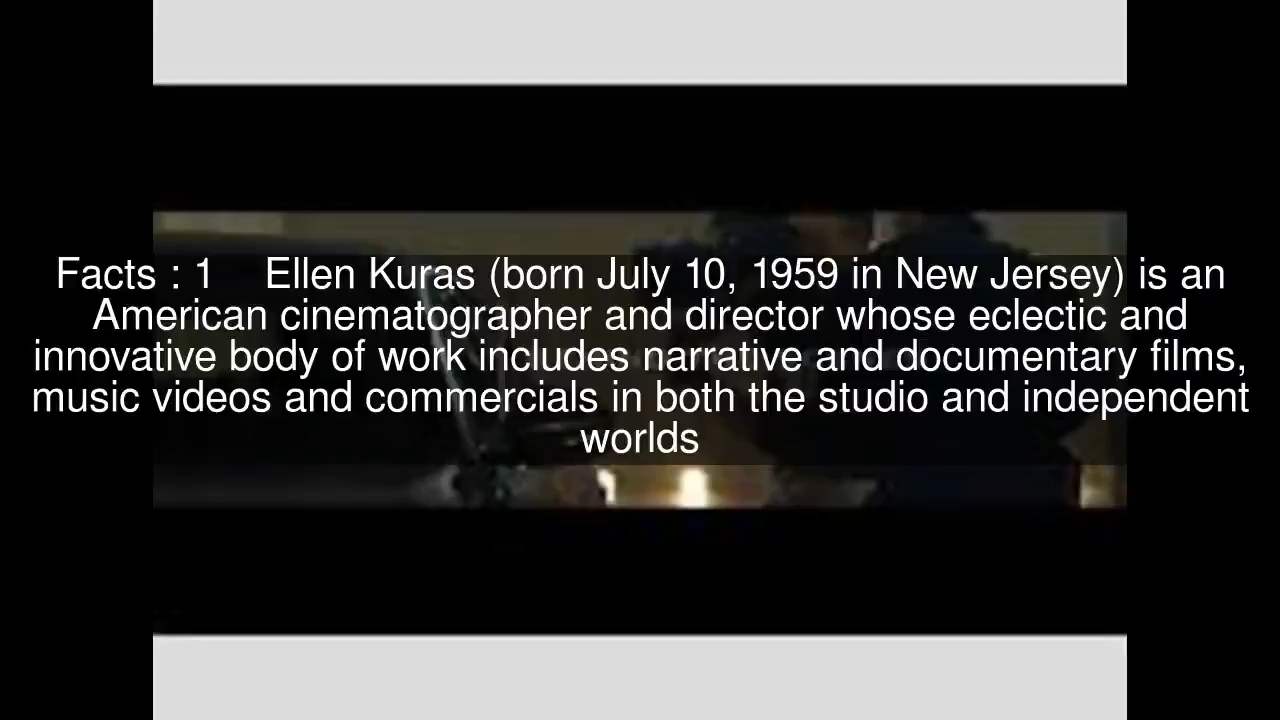 Facts : 1 Ellen Kuras (born July 10, 1959 in New Jersey) is an
American cinematographer and director whose eclectic and
innovative body of work includes narrative and documentary films,
music videos and commercials in both the studio and independent
worlds